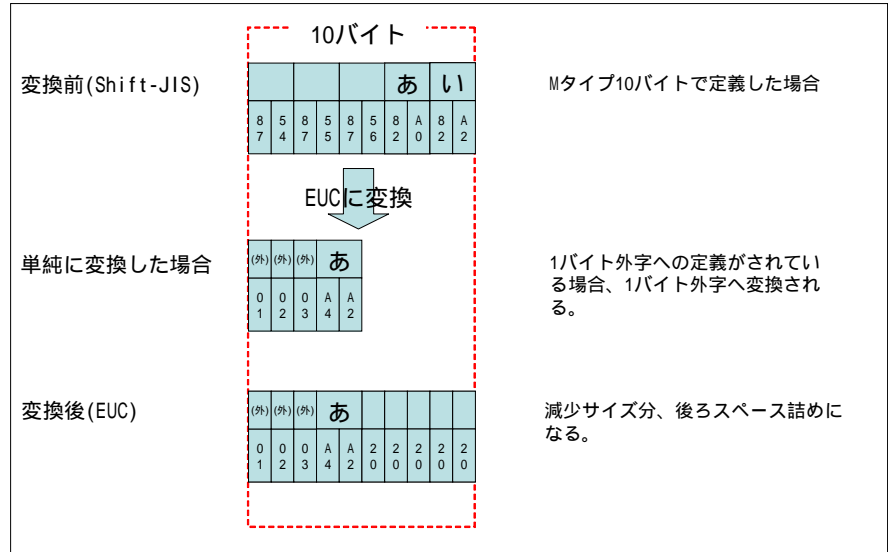 10バイト
変換前(Shift-JIS)
あ い
Mタイプ10バイトで定義した場合
8 5 8 5 8 5 8 A 8 A
7 4 7 5 7 6 2 0 2 2
EUCに変換
単純に変換した場合
(外) (外) (外) あ
0 0 0 A A
1 2 3 4 2
1バイト外字への定義がされてい
る場合、1バイト外字へ変換され
る。
変換後(EUC)
(外) (外) (外) あ
0 0 0 A A 2 2 2 2 2
1 2 3 4 2 0 0 0 0 0
減少サイズ分、後ろスペース詰めに
なる。